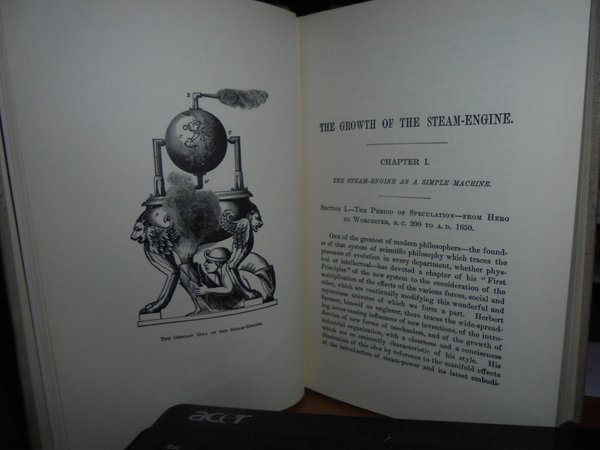 The Grecian Idea of the Steam-Engine.
THE GROWTH OF THE STEAM-ENGINE.
CHAPTER I.
THE STEAM-ENGINE AS A SIMPLE MACHINE.
Section I.—The Period of Speculation—from Hero
to Worcester, b. c. 200 to a. d. 1650.
One of the greatest of modern philosophers—the found-
er of that system of scientific philosophy which traces the
processes of evolution in every department, whether phys-
ical or intellectual—has devoted a chapter of his "First
Principles" of the new system to the consideration of the
multiplication of the effects of the various forces, social and
other, which are continually modifying this wonderful and
mysterious universe of which we form a part. Herbert
Spencer, himself an engineer, there traces the wide-spread-
ing, never-ceasing influences of new inventions, of the intro-
duction of new forms of mechanism, and of the growth of
industrial organization, with a clearness and a conciseness
which are so eminently characteristic of his style. His
illustration of this idea by reference to the manifold effects
of the introduction of steam-power and its latest embodi-
acer